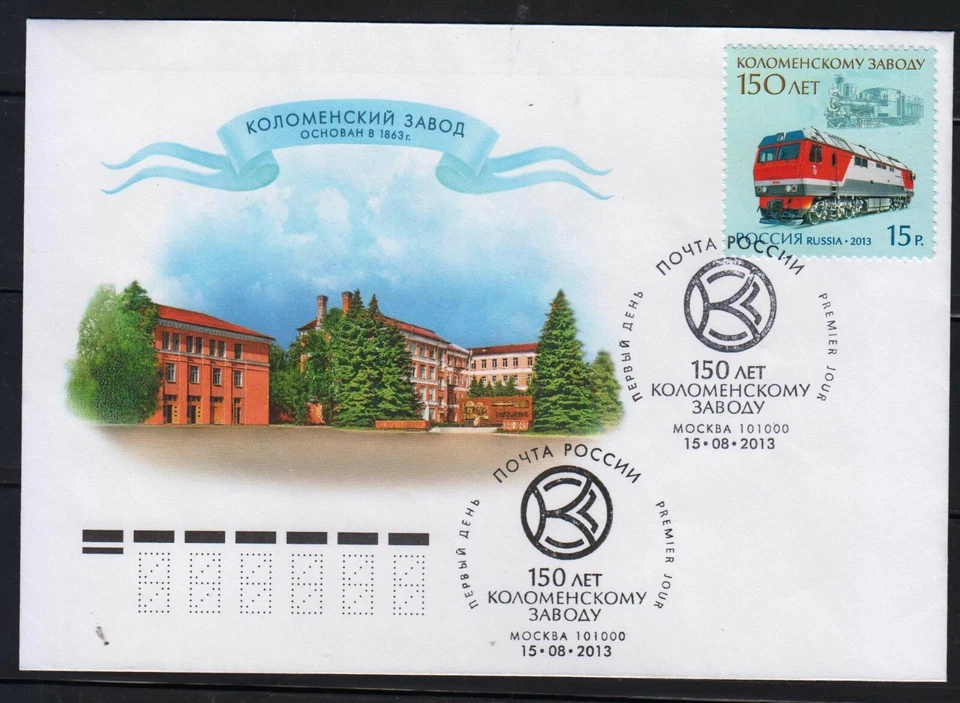 КОЛОМЕНСКИЙ ЗАВОД
ОСНОВАН В 1863 г.
КОЛОМЕНСКОМУ ЗАВОДУ
150 ЛЕТ
РОССИЯ RUSSIA • 2013 15 Р.
ПОЧТА РОССИИ
ПЕРВЫЙ ДЕНЬ
PREMIER JOUR
150 ЛЕТ
КОЛОМЕНСКОМУ
ЗАВОДУ
МОСКВА 101000
15 • 08 • 2013
ПОЧТА РОССИИ
ПЕРВЫЙ ДЕНЬ
PREMIER JOUR
150 ЛЕТ
КОЛОМЕНСКОМУ
ЗАВОДУ
МОСКВА 101000
15 • 08 • 2013